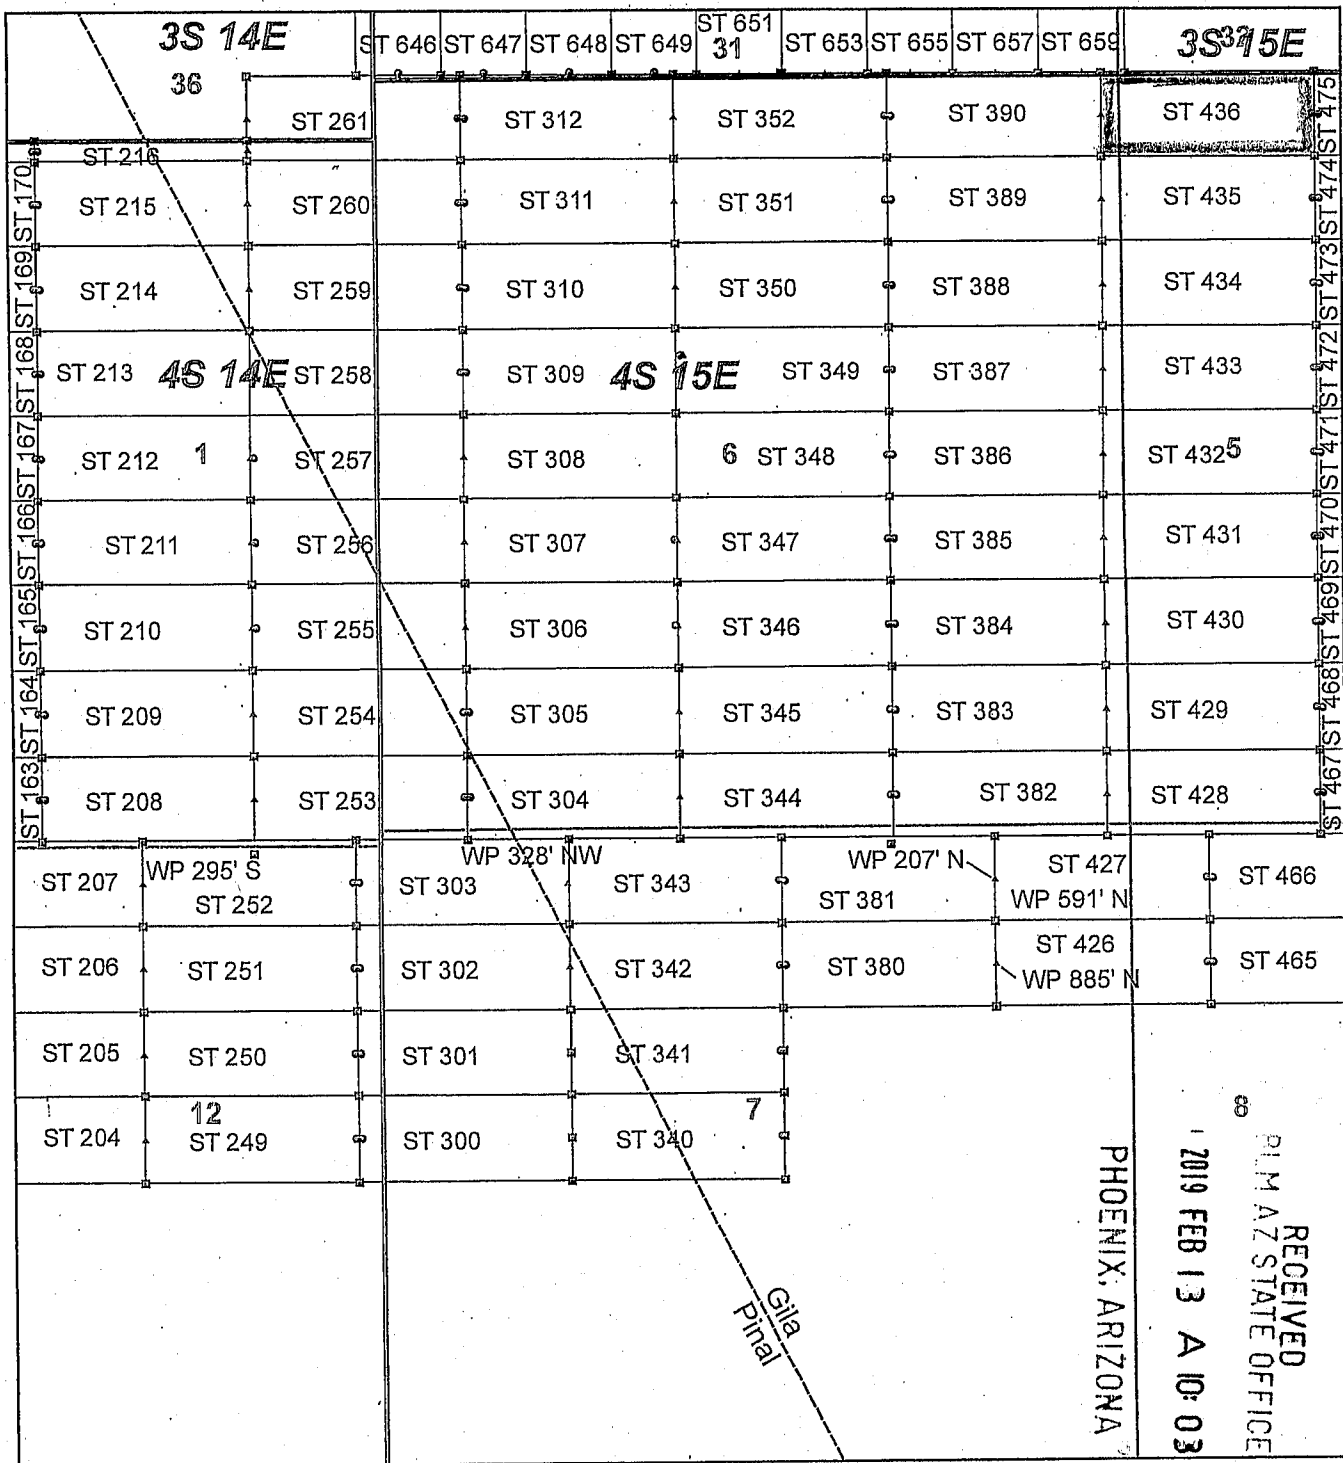 3S 14E
ST 646 ST 647 ST 648 ST 649 ST 651 ST 653 ST 655 ST 657 ST 659
31
3S 32 15E
36
ST 261 ST 312 ST 352 ST 390 ST 436 ST 475
ST 216
ST 170 ST 215 ST 260 ST 311 ST 351 ST 389 ST 435 ST 474
ST 169 ST 214 ST 259 ST 310 ST 350 ST 388 ST 434 ST 473
ST 168 ST 213 4S 14E ST 258 ST 309 4S 15E ST 349 ST 387 ST 433 ST 472
ST 167 ST 212 1 ST 257 ST 308 6 ST 348 ST 386 ST 432 5 ST 471
ST 166 ST 211 ST 256 ST 307 ST 347 ST 385 ST 431 ST 470
ST 165 ST 210 ST 255 ST 306 ST 346 ST 384 ST 430 ST 469
ST 164 ST 209 ST 254 ST 305 ST 345 ST 383 ST 429 ST 468
ST 163 ST 208 ST 253 ST 304 ST 344 ST 382 ST 428 ST 467
WP 295' S WP 328' NW WP 207' N ST 427
ST 207 ST 252 ST 303 ST 343 ST 381 WP 591' N ST 466
ST 206 ST 251 ST 302 ST 342 ST 380 ST 426 ST 465
WP 885' N
ST 205 ST 250 ST 301 ST 341
12 7 8
ST 204 ST 249 ST 300 ST 340
Gila
Pinal
RECEIVED
BLM AZ STATE OFFICE
2019 FEB 13 A 10:03
PHOENIX, ARIZONA